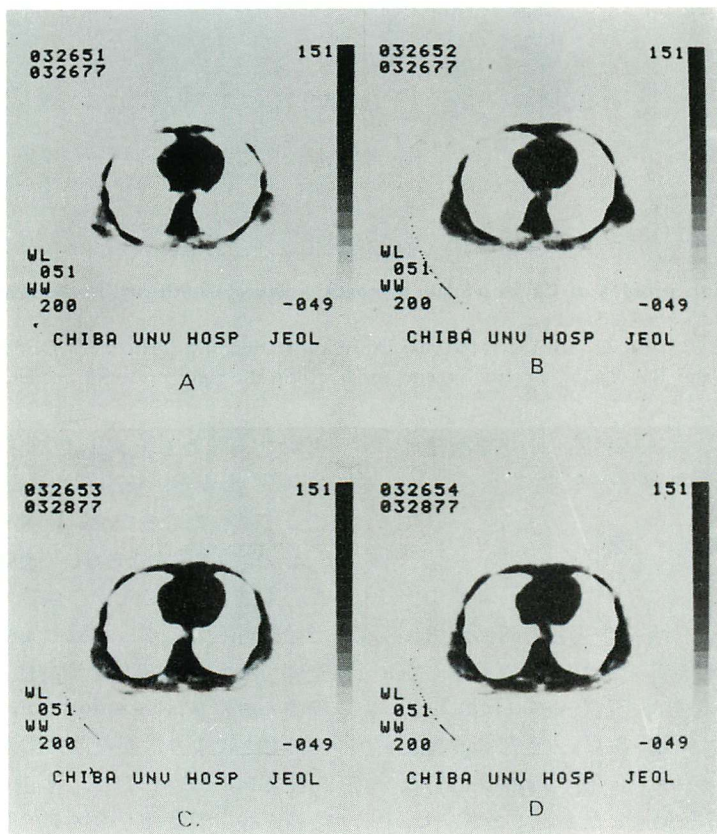 032651 151
032677
WL
051
WW
200 -049
CHIBA UNV HOSP JEOL
A
032652 151
032677
WL
051
WW
200 -049
CHIBA UNV HOSP JEOL
B
032653 151
032877
WL
051
WW
200 -049
CHIBA UNV HOSP JEOL
C.
032654 151
032877
WL
051
WW
200 -049
CHIBA UNV HOSP JEOL
D